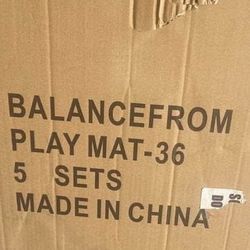 BALANCEFROM
PLAY MAT-36
5 SETS
MADE IN CHINA